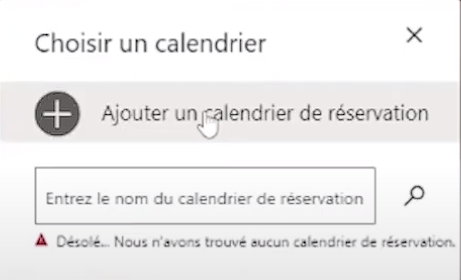 Choisir un calendrier
Ajouter un calendrier de réservation
Entrez le nom du calendrier de réservation
Désolé... Nous n'avons trouvé aucun calendrier de réservation.